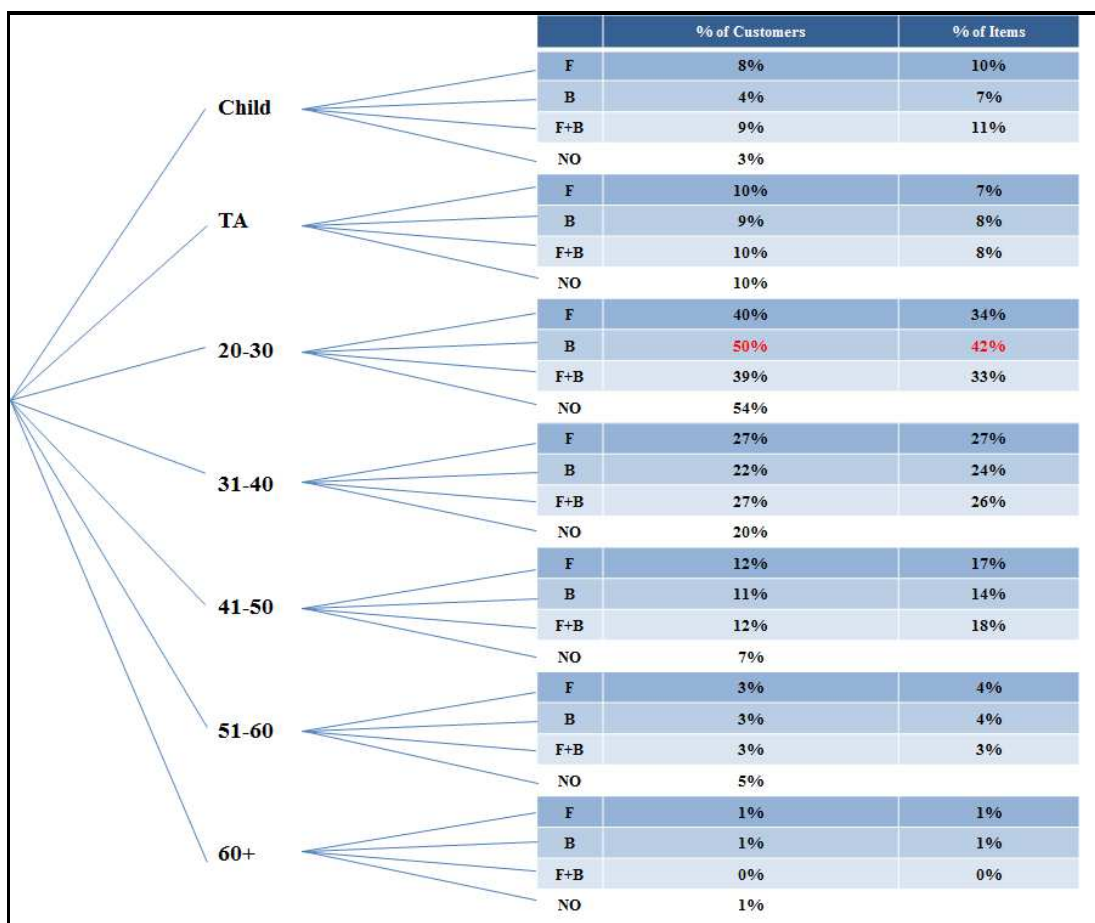 % of Customers % of Items
F 8% 10%
Child
B 4% 7%
F+B 9% 11%
NO 3%
F 10% 7%
TA
B 9% 8%
F+B 10% 8%
NO 10%
F 40% 34%
20-30
B 50% 42%
F+B 39% 33%
NO 54%
F 27% 27%
31-40
B 22% 24%
F+B 27% 26%
NO 20%
F 12% 17%
41-50
B 11% 14%
F+B 12% 18%
NO 7%
F 3% 4%
51-60
B 3% 4%
F+B 3% 3%
NO 5%
F 1% 1%
60+
B 1% 1%
F+B 0% 0%
NO 1%